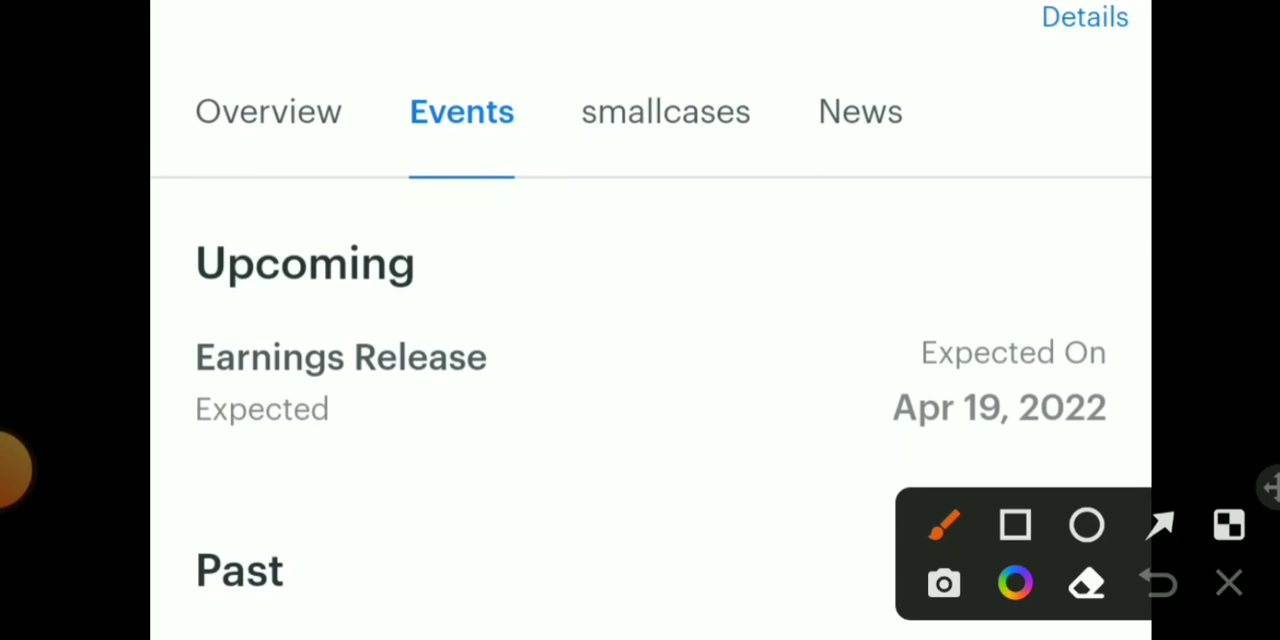 Details
Overview Events smallcases News
Upcoming
Earnings Release Expected On
Expected Apr 19, 2022
Past